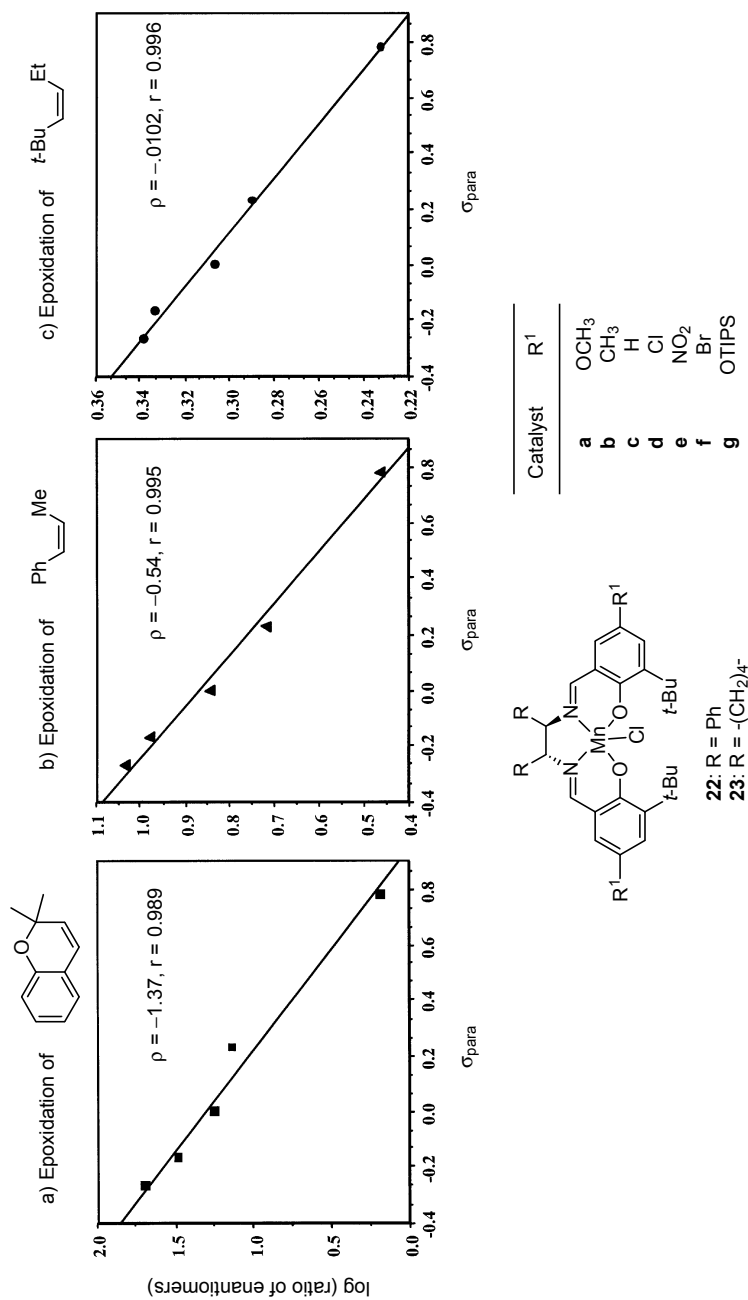 a) Epoxidation of
O
log (ratio of enantiomers)
2.0
1.5
1.0
0.5
0.0
ρ = −1.37, r = 0.989
-0.4 -0.2 0.0 0.2 0.6 0.8
σpara
b) Epoxidation of
Ph Me
1.1
1.0
0.9
0.8
0.7
0.6
0.5
0.4
ρ = −0.54, r = 0.995
-0.4 -0.2 0.0 0.2 0.4 0.6 0.8
σpara
c) Epoxidation of
t-Bu Et
0.36
0.34
0.32
0.30
0.28
0.26
0.24
0.22
ρ = −.0102, r = 0.996
-0.4 -0.2 0.0 0.2 0.4 0.6 0.8
σpara
R R
N N
Mn
O Cl O
R¹ t-Bu t-Bu R¹
22: R = Ph
23: R = -(CH₂)₄-
Catalyst R¹
a OCH₃
b CH₃
c H
d Cl
e NO₂
f Br
g OTIPS